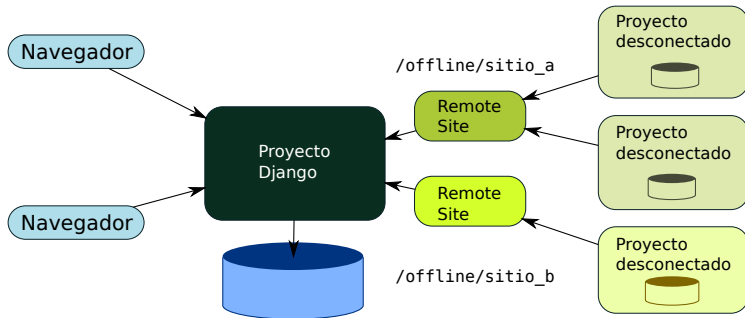 Navegador
Navegador
Proyecto
Django
/offline/sitio_a
Remote
Site
Remote
Site
/offline/sitio_b
Proyecto
desconectado
Proyecto
desconectado
Proyecto
desconectado